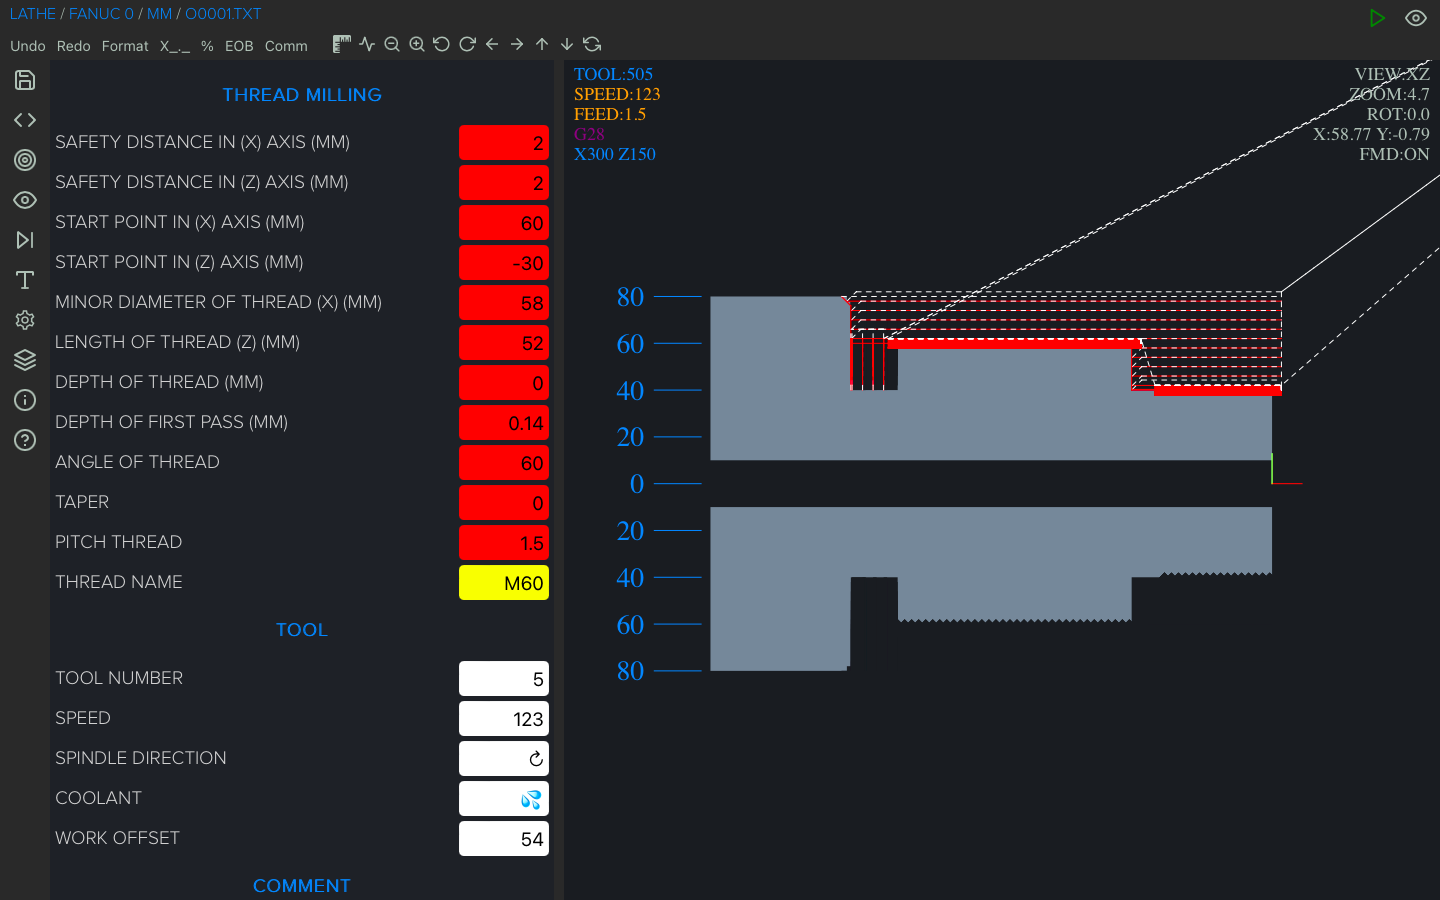 LATHE / FANUC 0 / MM / O0001.TXT
Undo Redo Format X_._ % EOB Comm
THREAD MILLING
SAFETY DISTANCE IN (X) AXIS (MM) 2
SAFETY DISTANCE IN (Z) AXIS (MM) 2
START POINT IN (X) AXIS (MM) 60
START POINT IN (Z) AXIS (MM) -30
MINOR DIAMETER OF THREAD (X) (MM) 58
LENGTH OF THREAD (Z) (MM) 52
DEPTH OF THREAD (MM) 0
DEPTH OF FIRST PASS (MM) 0.14
ANGLE OF THREAD 60
TAPER 0
PITCH THREAD 1.5
THREAD NAME M60
TOOL
TOOL NUMBER 5
SPEED 123
SPINDLE DIRECTION ↻
COOLANT 💦
WORK OFFSET 54
COMMENT
TOOL:505
SPEED:123
FEED:1.5
G28
X300 Z150
VIEW:XZ
ZOOM:4.7
ROT:0.0
X:58.77 Y:-0.79
FMD:ON
80
60
40
20
0
20
40
60
80